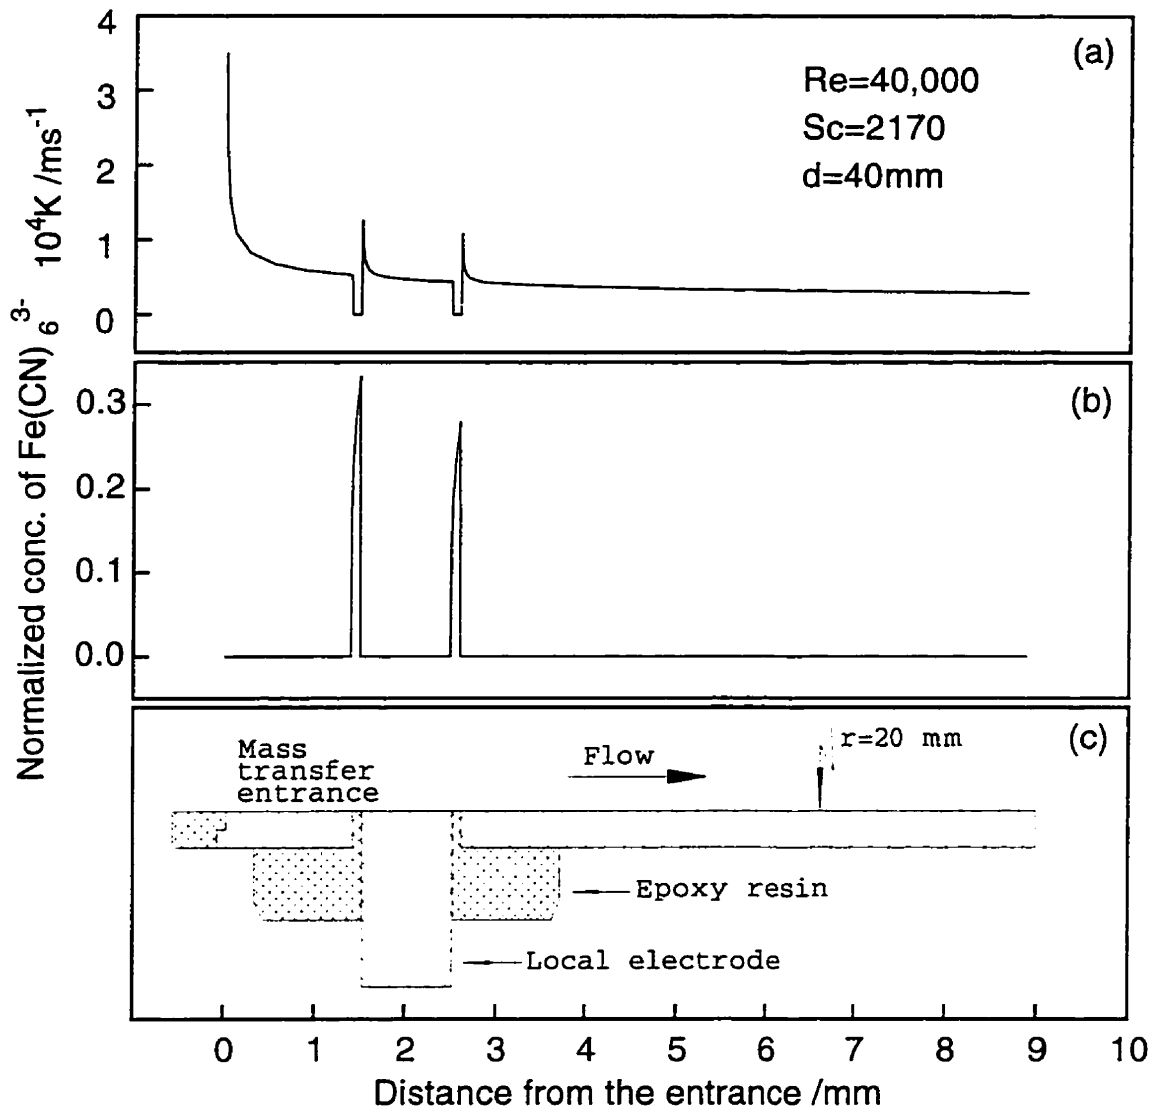 4
3
2
1
0
10⁴K /ms⁻¹
(a)
Re=40,000
Sc=2170
d=40mm
0.3
0.2
0.1
0.0
Normalized conc. of Fe(CN)₆³⁻
(b)
(c)
Mass
transfer
entrance
Flow
r=20 mm
Epoxy resin
Local electrode
0 1 2 3 4 5 6 7 8 9 10
Distance from the entrance /mm